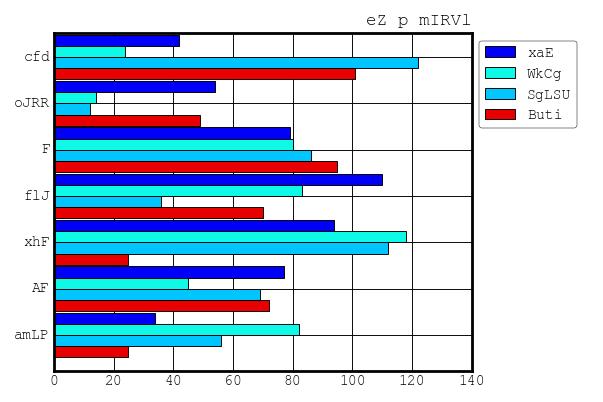 eZ p mIRVl
cfd
oJRR
F
flJ
xhF
AF
amLP
0 20 40 60 80 100 120 140
xaE
WkCg
SgLSU
Buti